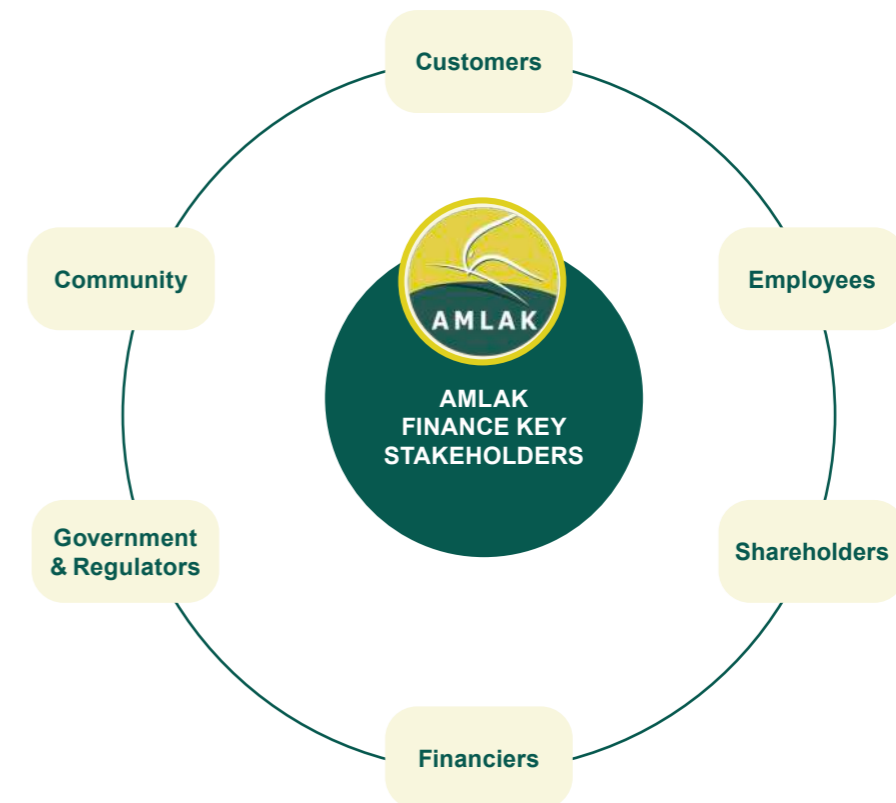 Customers
Community
Employees
AMLAK
AMLAK
FINANCE KEY
STAKEHOLDERS
Government
& Regulators
Shareholders
Financiers